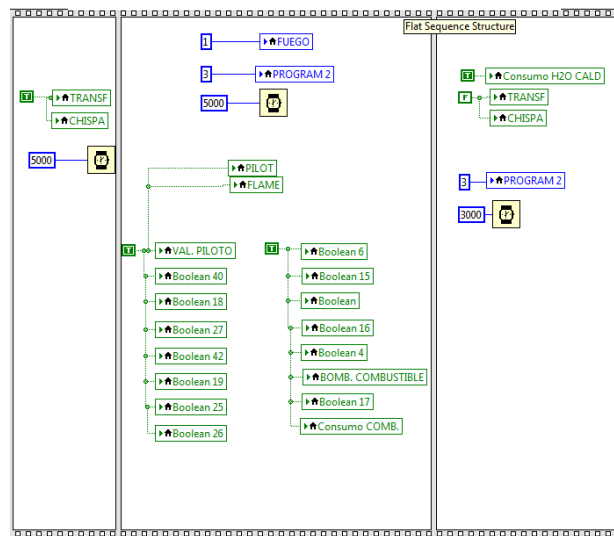 T
TRANSF
CHISPA
5000
Flat Sequence Structure
1
FUEGO
3
PROGRAM 2
5000
PILOT
FLAME
T
VAL. PILOTO
Boolean 40
Boolean 18
Boolean 27
Boolean 42
Boolean 19
Boolean 25
Boolean 26
T
Boolean 6
Boolean 15
Boolean
Boolean 16
Boolean 4
BOMB. COMBUSTIBLE
Boolean 17
Consumo COMB.
T
Consumo H2O CALD
F
TRANSF
CHISPA
3
PROGRAM 2
3000